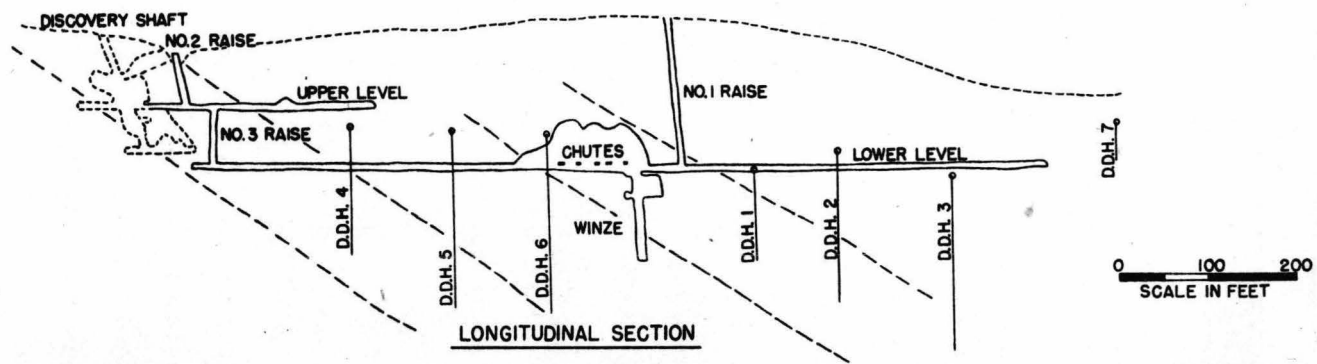 DISCOVERY SHAFT
NO.2 RAISE
UPPER LEVEL
NO.1 RAISE
NO.3 RAISE
CHUTES
LOWER LEVEL
WINZE
D.D.H. 4
D.D.H. 5
D.D.H. 6
D.D.H. 1
D.D.H. 2
D.D.H. 3
D.D.H. 7
0 100 200
SCALE IN FEET
LONGITUDINAL SECTION